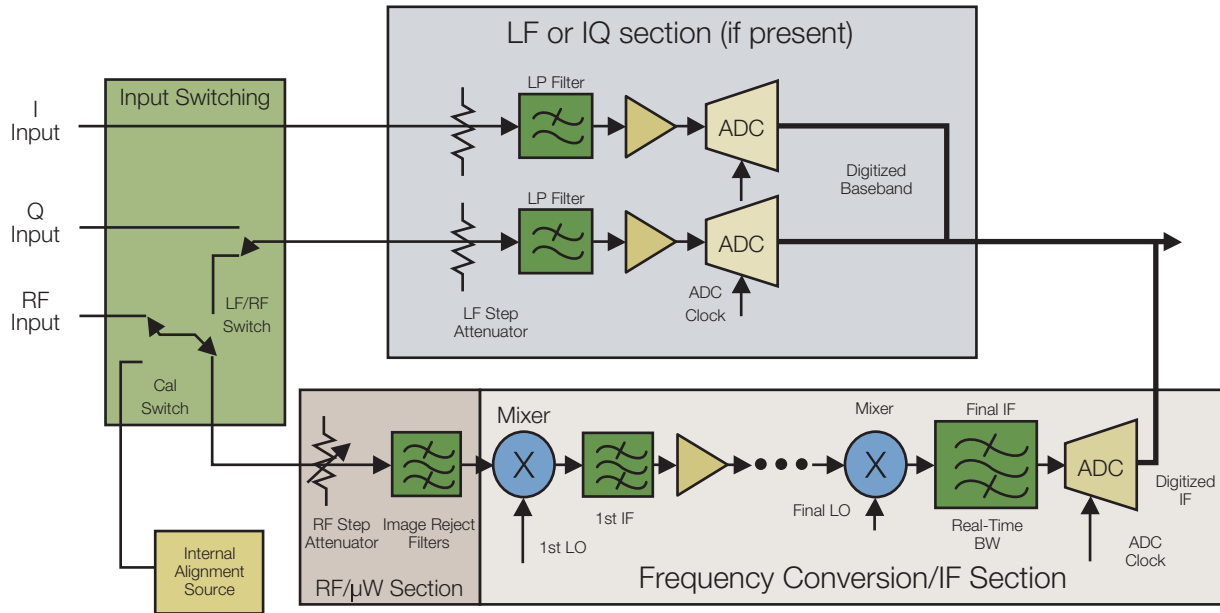 LF or IQ section (if present)
Input Switching
I
Input
LP Filter
ADC
Digitized
Baseband
Q
Input
LP Filter
ADC
RF
Input
LF/RF
Switch
LF Step
Attenuator
ADC
Clock
Cal
Switch
Mixer
Mixer
Final IF
X
X
ADC
RF Step
Attenuator
Image Reject
Filters
1st IF
1st LO
Final LO
Real-Time
BW
Digitized
IF
ADC
Clock
Internal
Alignment
Source
RF/µW Section
Frequency Conversion/IF Section